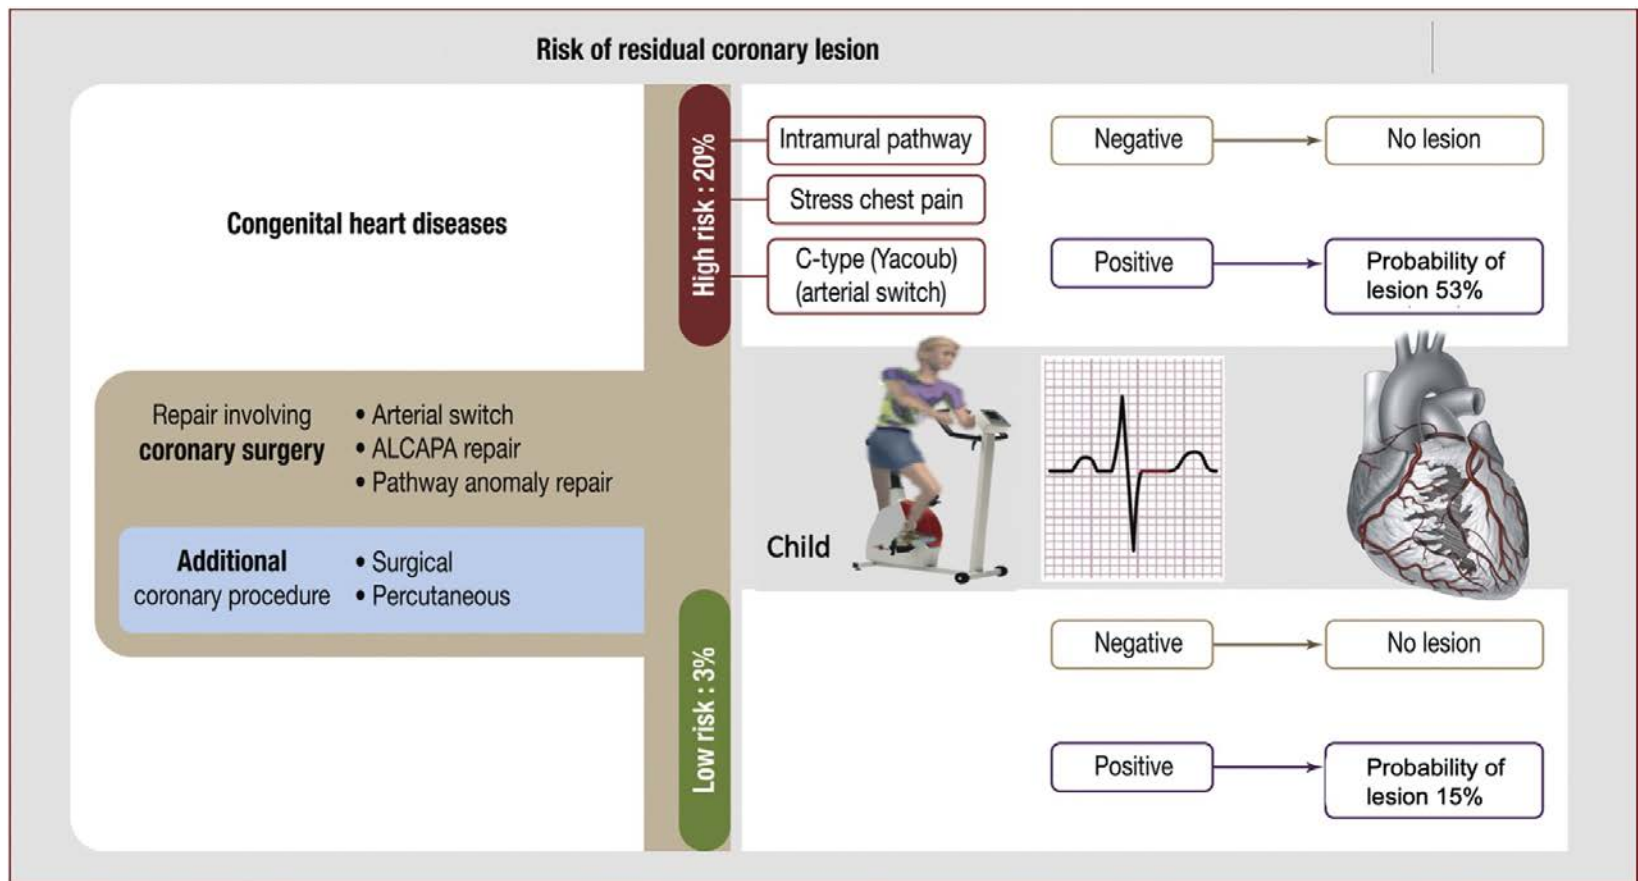 Risk of residual coronary lesion
Congenital heart diseases
Repair involving
coronary surgery
• Arterial switch
• ALCAPA repair
• Pathway anomaly repair
Additional
coronary procedure
• Surgical
• Percutaneous
High risk : 20%
Intramural pathway
Stress chest pain
C-type (Yacoub)
(arterial switch)
Negative
No lesion
Positive
Probability of
lesion 53%
Child
Low risk : 3%
Negative
No lesion
Positive
Probability of
lesion 15%